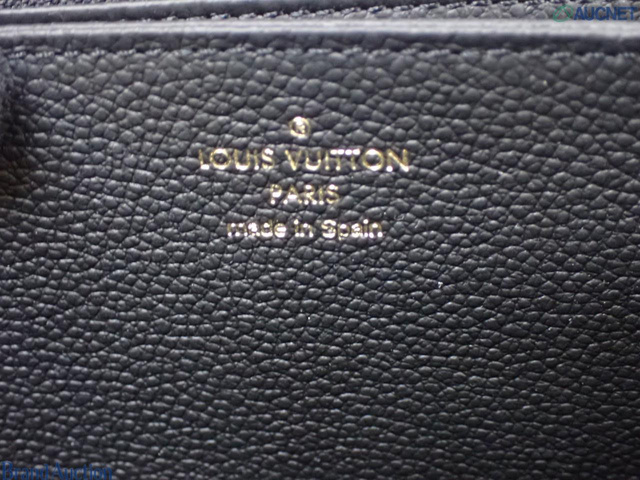 AUCNET
®
LOUIS VUITTON
PARIS
made in Spain
Brand Auction